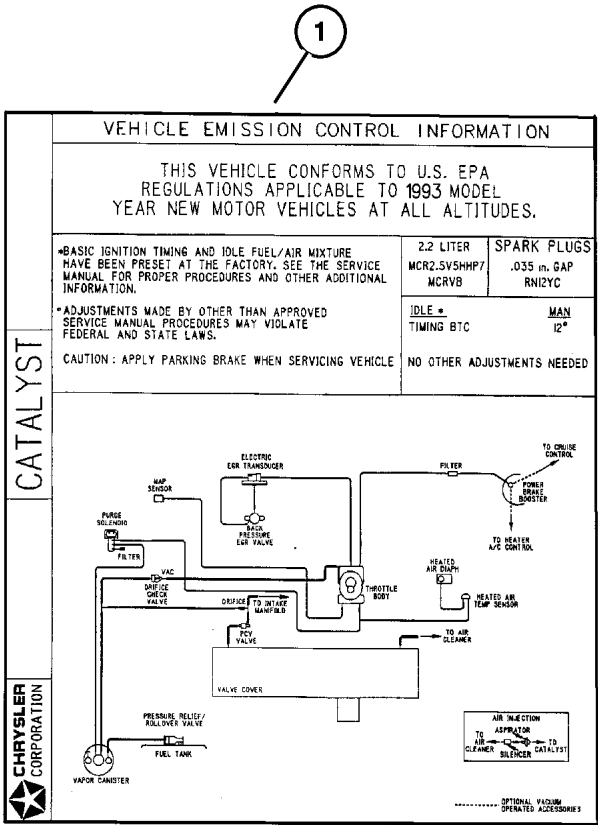 1
VEHICLE EMISSION CONTROL INFORMATION
THIS VEHICLE CONFORMS TO U.S. EPA
REGULATIONS APPLICABLE TO 1993 MODEL
YEAR NEW MOTOR VEHICLES AT ALL ALTITUDES.
*BASIC IGNITION TIMING AND IDLE FUEL/AIR MIXTURE
HAVE BEEN PRESET AT THE FACTORY. SEE THE SERVICE
MANUAL FOR PROPER PROCEDURES AND OTHER ADDITIONAL
INFORMATION.
*ADJUSTMENTS MADE BY OTHER THAN APPROVED
SERVICE MANUAL PROCEDURES MAY VIOLATE
FEDERAL AND STATE LAWS.
CAUTION : APPLY PARKING BRAKE WHEN SERVICING VEHICLE
2.2 LITER
MCR2.5V5HHP7
MCRVB
SPARK PLUGS
.035 in. GAP
RN12YC
IDLE * MAN
TIMING BTC 12°
NO OTHER ADJUSTMENTS NEEDED
CATALYST
CHRYSLER
CORPORATION
ELECTRIC
EGR TRANSDUCER
MAP
SENSOR
BACK
PRESSURE
EGR VALVE
PURGE
SOLENOID
FILTER
FILTER
TO CRUISE
CONTROL
POWER
BRAKE
BOOSTER
TO HEATER
A/C CONTROL
VAC
ORIFICE
CHECK
VALVE
ORIFICE
TO INTAKE
MANIFOLD
PCV
VALVE
THROTTLE
BODY
HEATED
AIR DIAPH
HEATED AIR
TEMP SENSOR
TO AIR
CLEANER
VALVE COVER
PRESSURE RELIEF/
ROLLOVER VALVE
FUEL TANK
VAPOR CANISTER
AIR INJECTION
ASPIRATOR
TO
AIR
CLEANER
SILENCER
TO
CATALYST
OPTIONAL VACUUM
OPERATED ACCESSORIES